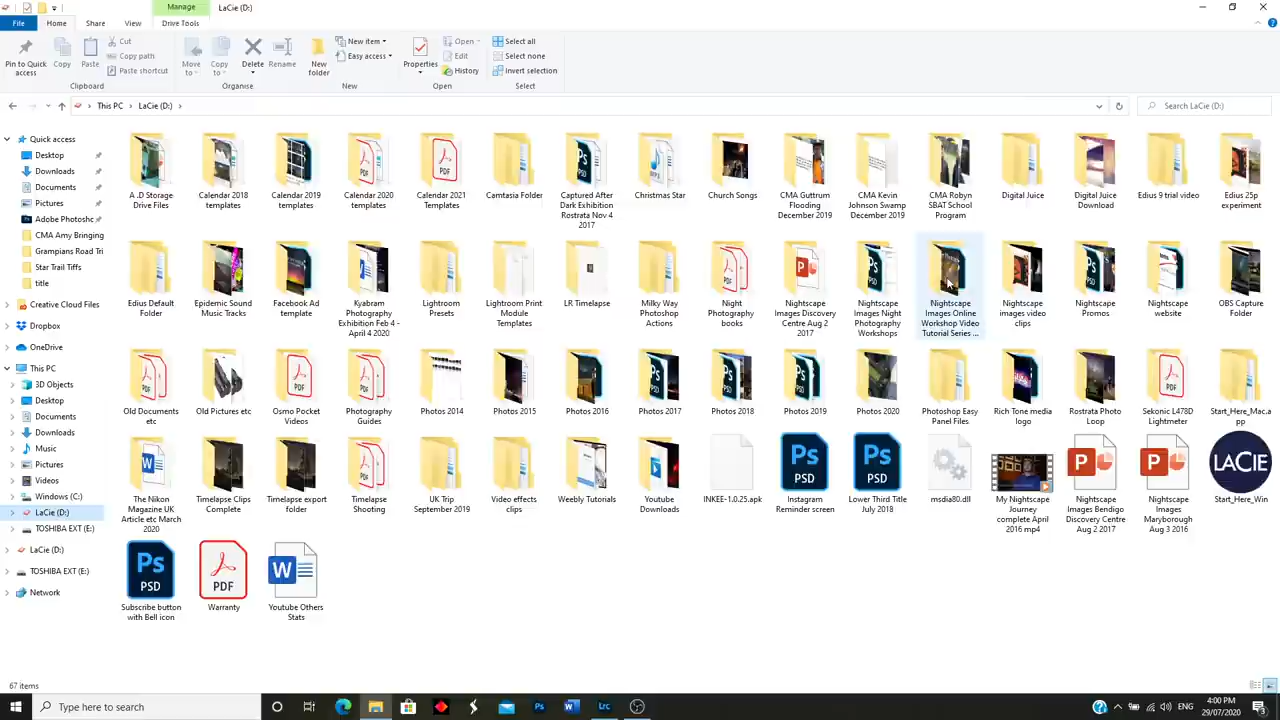 Manage
LaCie (D:)
File
Home
Share
View
Drive Tools
Pin to Quick
access
Copy
Paste
Cut
Copy path
Paste shortcut
Move
to
Copy
to
Delete
Rename
New
folder
New item
Easy access
Properties
Open
Edit
History
Select all
Select none
Invert selection
Clipboard
Organise
New
Open
Select
This PC
LaCie (D:)
Search LaCie (D:)
Quick access
Desktop
Downloads
Documents
Pictures
Adobe Photoshc
CMA Amy Bringing
Grampians Road Tri
Star Trail Tiffs
title
Creative Cloud Files
Dropbox
OneDrive
This PC
3D Objects
Desktop
Documents
Downloads
Music
Pictures
Videos
Windows (C:)
LaCie (D:)
TOSHIBA EXT (E:)
LaCie (D:)
TOSHIBA EXT (E:)
Network
A .D Storage
Drive Files
Calendar 2018
templates
Calendar 2019
templates
PDF
Calendar 2020
templates
PDF
Calendar 2021
Templates
Camtasia Folder
Ps
Captured After
Dark Exhibition
Rostrata Nov 4
2017
Christmas Star
Church Songs
CMA Guttrum
Flooding
December 2019
CMA Kevin
Johnson Swamp
December 2019
CMA Robyn
SBAT School
Program
Digital Juice
Digital Juice
Download
Edius 9 trial video
Edius 25p
experiment
Edius Default
Folder
Epidemic Sound
Music Tracks
Facebook Ad
template
Kyabram
Photography
Exhibition Feb 4 -
April 4 2020
Lightroom
Presets
Lightroom Print
Module
Templates
LR Timelapse
Milky Way
Photoshop
Actions
Night
Photography
books
Nightscape
Images Discovery
Centre Aug 2
2017
Nightscape
Images Night
Photography
Workshops
Nightscape
Images Online
Workshop Video
Tutorial Series ...
Nightscape
images video
clips
Nightscape
Promos
Nightscape
website
OBS Capture
Folder
Old Documents
etc
Old Pictures etc
Osmo Pocket
Videos
Photography
Guides
Photos 2014
Photos 2015
Photos 2016
Photos 2017
Photos 2018
Photos 2019
Photos 2020
Photoshop Easy
Panel Files
Rich Tone media
logo
Rostrata Photo
Loop
Sekonic L478D
Lightmeter
Start_Here_Mac.a
pp
The Nikon
Magazine UK
Article etc March
2020
Timelapse Clips
Complete
Timelapse export
folder
Timelapse
Shooting
UK Trip
September 2019
Video effects
clips
Weebly Tutorials
Youtube
Downloads
INKEE-1.0.25.apk
Ps
PSD
Instagram
Reminder screen
Ps
PSD
Lower Third Title
July 2018
msdia80.dll
My Nightscape
Journey
complete April
2016 mp4
P
Nightscape
Images Bendigo
Discovery Centre
Aug 2 2017
P
Nightscape
Images
Maryborough
Aug 3 2016
LACIE
Start_Here_Win
Ps
PSD
Subscribe button
with Bell icon
PDF
Warranty
W
Youtube Others
Stats
67 items
Type here to search
Ps
W
Lrc
ENG
4:00 PM
29/07/2020